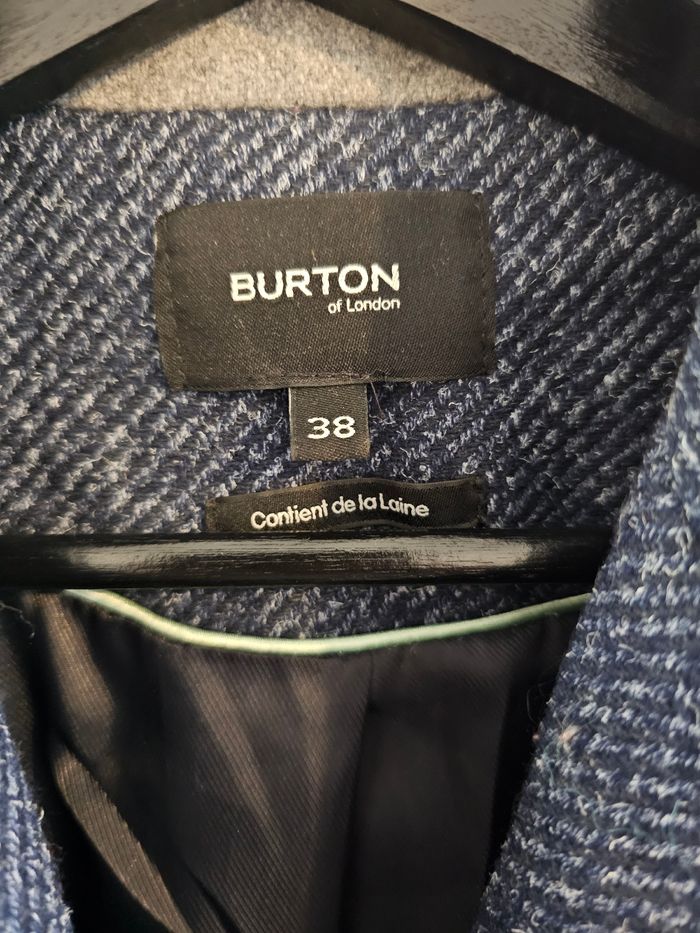 BURTON
of London
38
Contient de la Laine